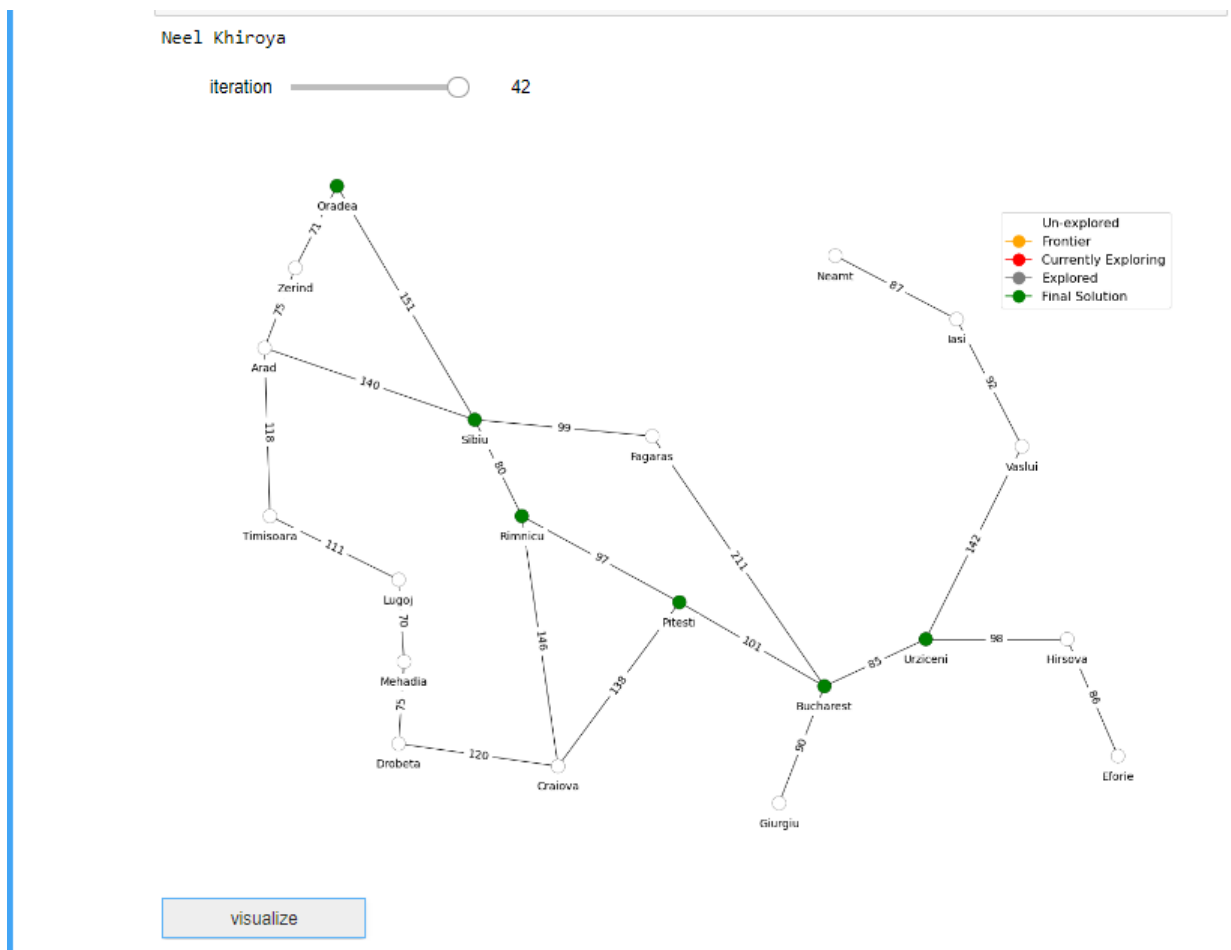 Neel Khiroya
iteration 42
Oradea
71
Zerind
151
75
Arad
140
118
Sibiu
99
Fagaras
80
Timisoara
111
Rimnicu
97
211
Lugoj
70
146
Pitesti
101
Mehadia
75
138
Drobeta
120
Craiova
Bucharest
85
Urziceni
98
Hirsova
90
86
Giurgiu
Eforie
142
Vaslui
92
Iasi
87
Neamt
Un-explored
Frontier
Currently Exploring
Explored
Final Solution
visualize